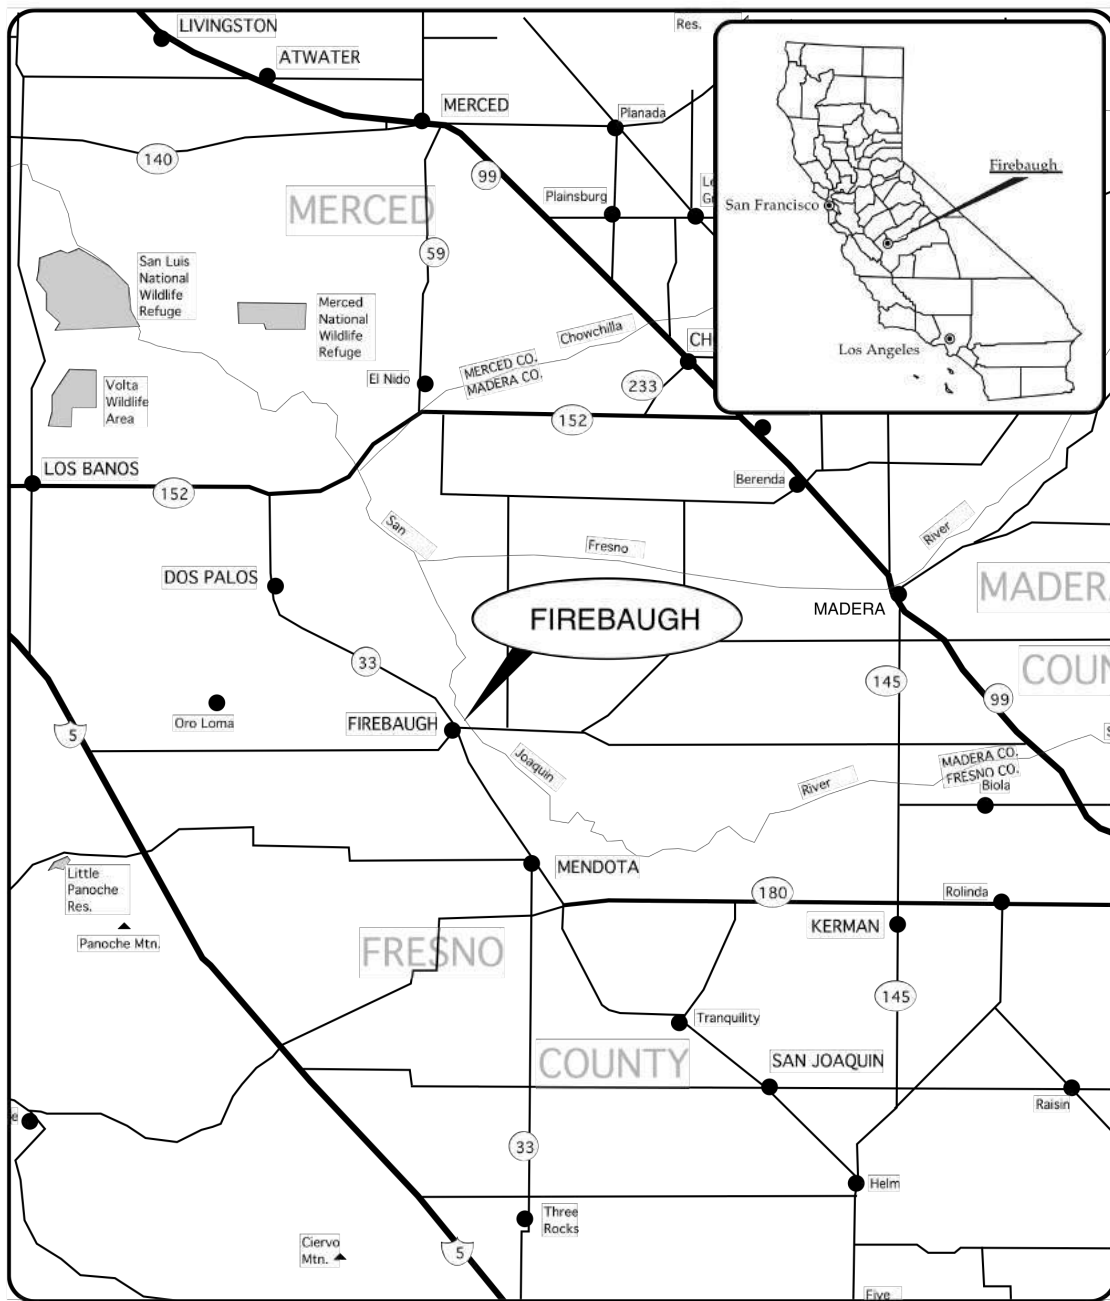 LIVINGSTON
Res.
ATWATER
MERCED
Planada
140
99
Firebaugh
MERCED
Plainsburg
San Francisco
59
San Luis
National
Wildlife
Refuge
Merced
National
Wildlife
Refuge
Chowchilla
CH
Los Angeles
MERCED CO.
MADERA CO.
El Nido
233
Volta
Wildlife
Area
152
LOS BANOS
152
Berenda
San
Fresno
River
DOS PALOS
MADERA
FIREBAUGH
MADERA
33
COUN
145
99
Oro Loma
FIREBAUGH
5
Joaquin
River
MADERA CO.
FRESNO CO.
Biola
MENDOTA
Little
Panoche
Res.
180
Rolinda
Panoche Mtn.
FRESNO
KERMAN
145
Tranquility
COUNTY
SAN JOAQUIN
Raisin
33
Helm
Three
Rocks
Ciervo
Mtn.
5
Five